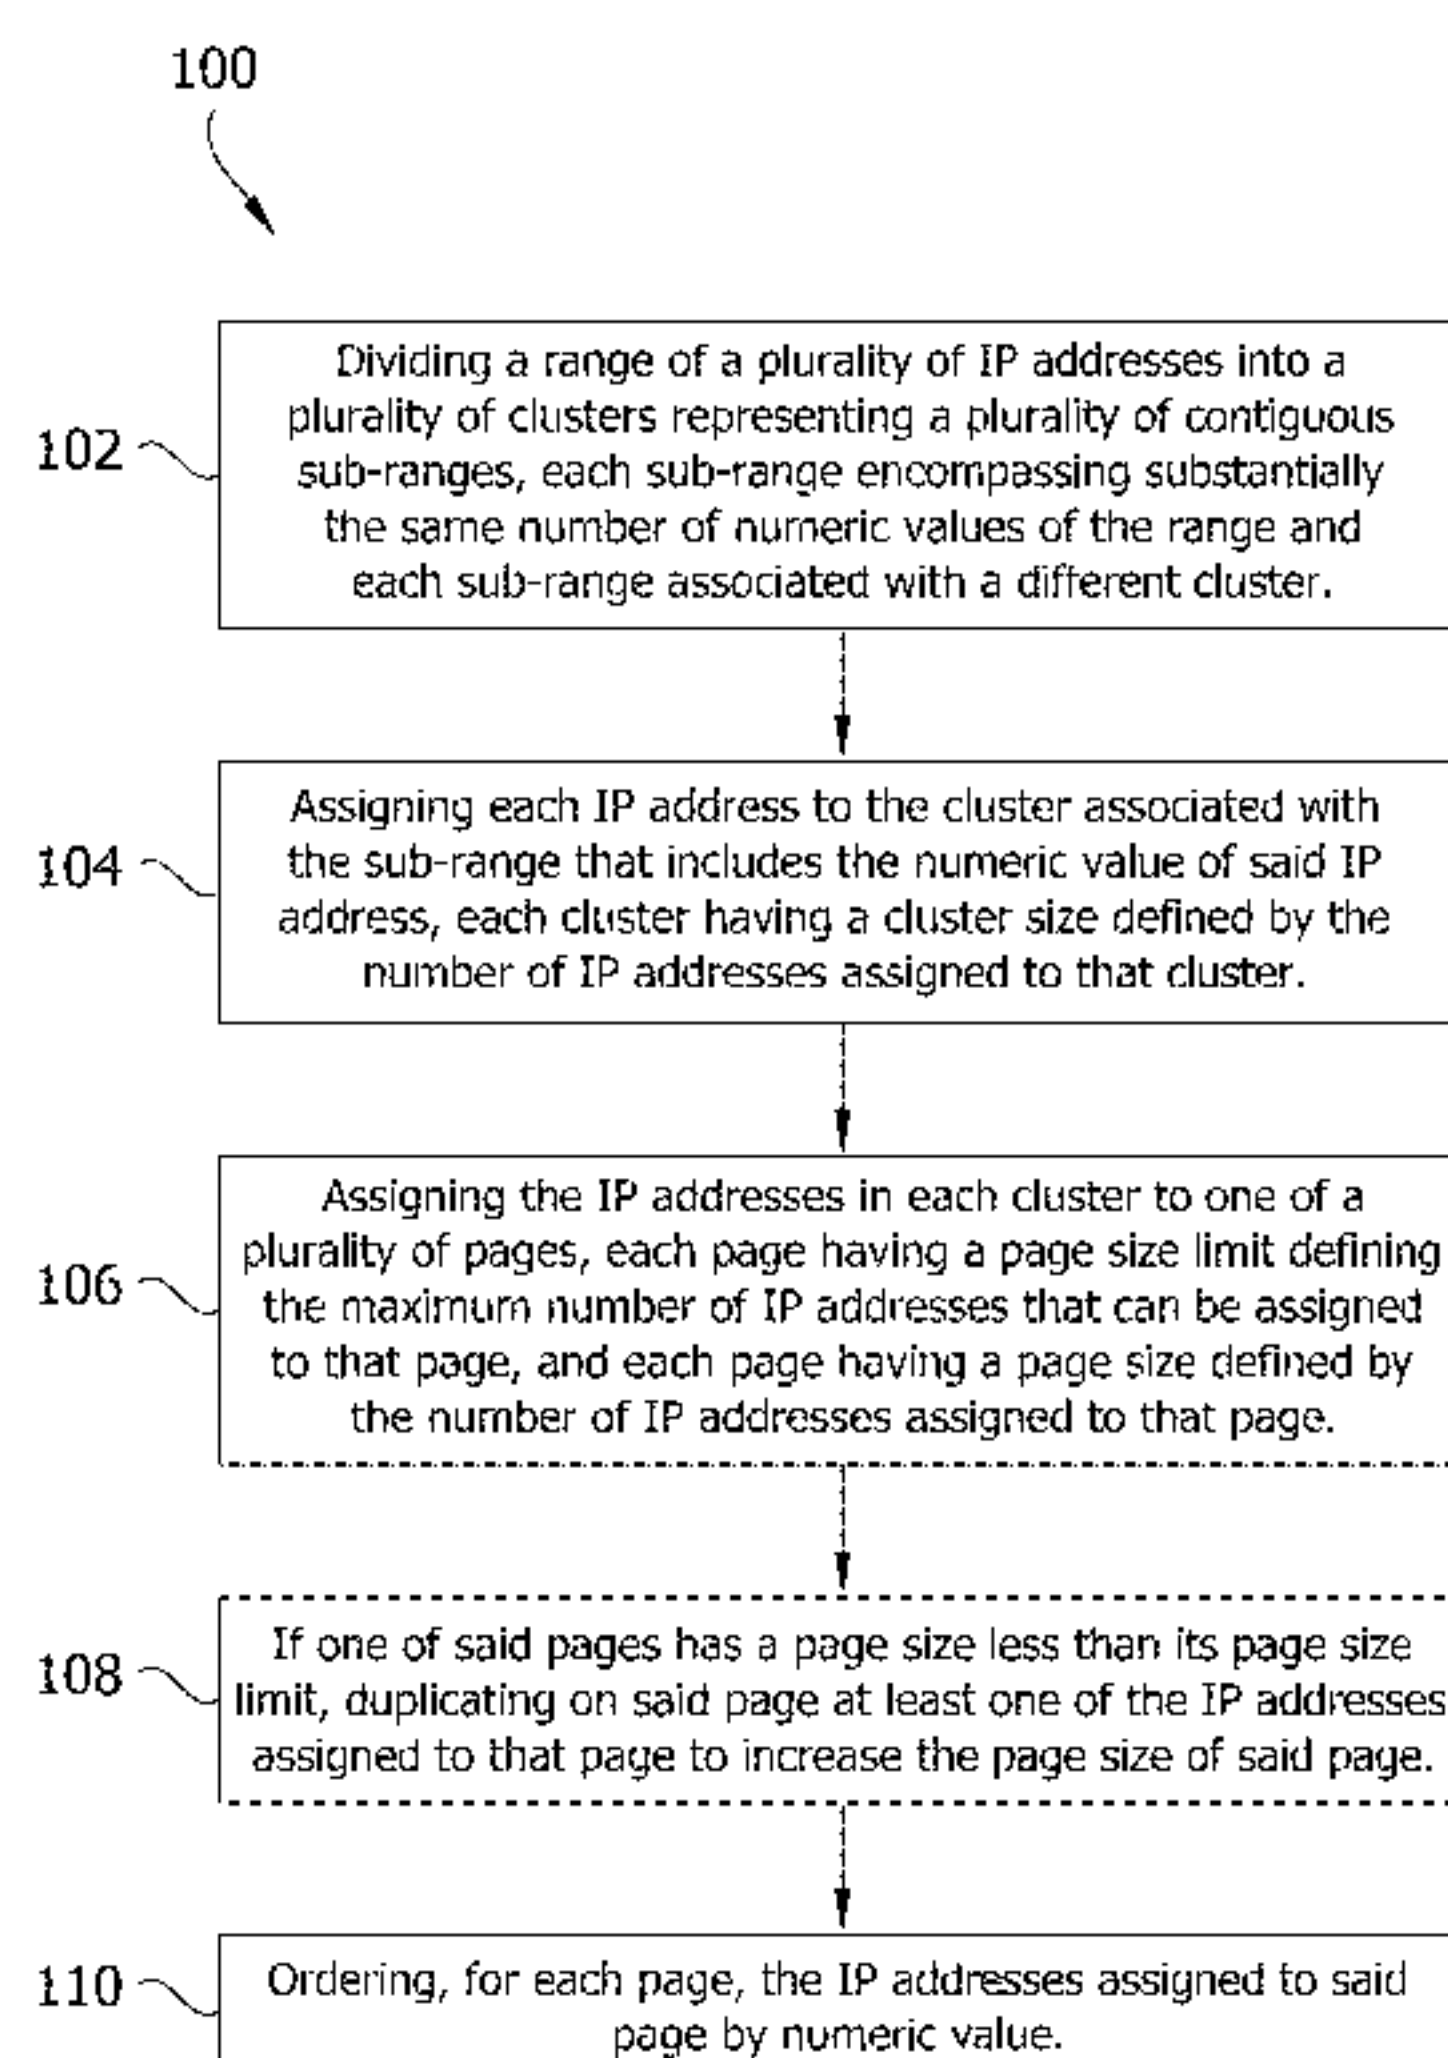 100
102
Dividing a range of a plurality of IP addresses into a
plurality of clusters representing a plurality of contiguous
sub-ranges, each sub-range encompassing substantially
the same number of numeric values of the range and
each sub-range associated with a different cluster.
104
Assigning each IP address to the cluster associated with
the sub-range that includes the numeric value of said IP
address, each cluster having a cluster size defined by the
number of IP addresses assigned to that cluster.
106
Assigning the IP addresses in each cluster to one of a
plurality of pages, each page having a page size limit defining
the maximum number of IP addresses that can be assigned
to that page, and each page having a page size defined by
the number of IP addresses assigned to that page.
108
If one of said pages has a page size less than its page size
limit, duplicating on said page at least one of the IP addresses
assigned to that page to increase the page size of said page.
110
Ordering, for each page, the IP addresses assigned to said
page by numeric value.